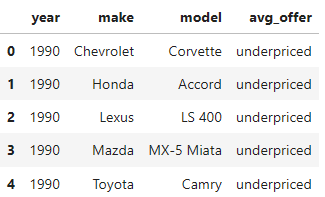 year make model avg_offer
0 1990 Chevrolet Corvette underpriced
1 1990 Honda Accord underpriced
2 1990 Lexus LS 400 underpriced
3 1990 Mazda MX-5 Miata underpriced
4 1990 Toyota Camry underpriced